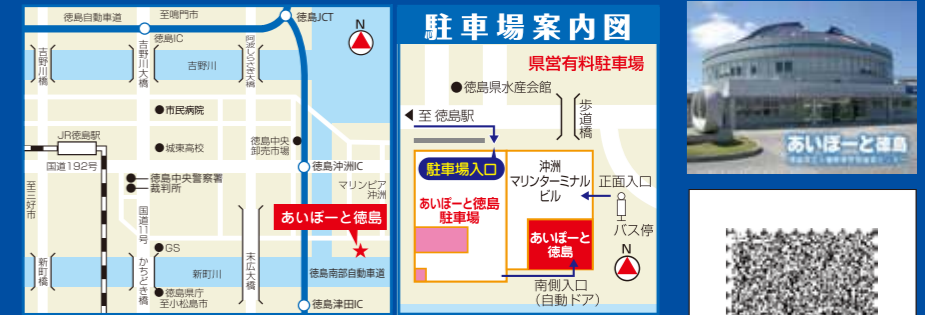 徳島自動車道
至鳴門市
徳島JCT
N
徳島IC
吉野川橋
吉野川大橋
吉野川
阿波しらさぎ大橋
市民病院
JR徳島駅
城東高校
徳島中央
卸売市場
国道192号
徳島沖洲IC
徳島中央警察署
裁判所
マリンピア
沖洲
至三好市
国道11号
あいぽーと徳島
GS
新町橋
かちどき橋
新町川
末広大橋
徳島南部自動車道
徳島県庁
至小松島市
徳島津田IC
駐車場案内図
県営有料駐車場
徳島県水産会館
歩道橋
至 徳島駅
駐車場入口
沖洲
マリンターミナル
ビル
正面入口
あいぽーと徳島
駐車場
バス停
あいぽーと
徳島
N
南側入口
(自動ドア)
あいぽーと徳島